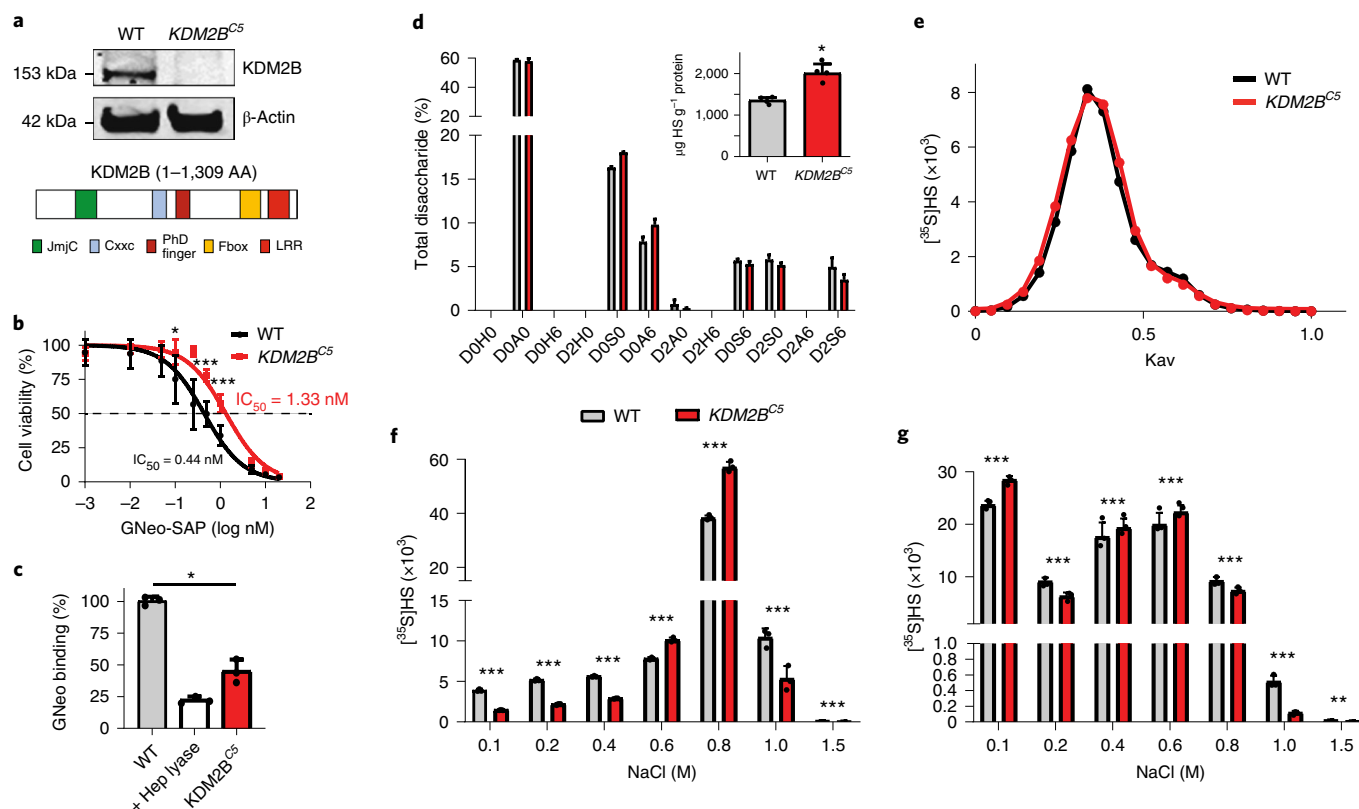 a
WT KDM2B^C5
153 kDa
KDM2B
42 kDa
β-Actin
KDM2B (1–1,309 AA)
JmjC
Cxxc
PhD finger
Fbox
LRR
b
WT
KDM2B^C5
*
***
***
IC50 = 1.33 nM
IC50 = 0.44 nM
Cell viability (%)
100
75
50
25
0
–3 –2 –1 0 1 2
GNeo-SAP (log nM)
c
*
GNeo binding (%)
100
75
50
25
0
WT
+ Hep lyase
KDM2B^C5
d
Total disaccharide (%)
60
50
40
30
20
15
10
5
0
D0H0 D0A0 D0H6 D2H0 D0S0 D0A6 D2A0 D2H6 D0S6 D2S0 D2A6 D2S6
*
µg HS g–1 protein
2,000
1,000
0
WT KDM2B^C5
e
WT
KDM2B^C5
[35S]HS (×10^3)
8
4
0
0 0.5 1.0
Kav
WT KDM2B^C5
f
[35S]HS (×10^3)
60
40
20
15
10
5
0
*** *** *** *** *** *** ***
0.1 0.2 0.4 0.6 0.8 1.0 1.5
NaCl (M)
g
[35S]HS (×10^3)
30
20
10
1.0
0.8
0.6
0.4
0.2
0
*** *** *** *** *** *** **
0.1 0.2 0.4 0.6 0.8 1.0 1.5
NaCl (M)